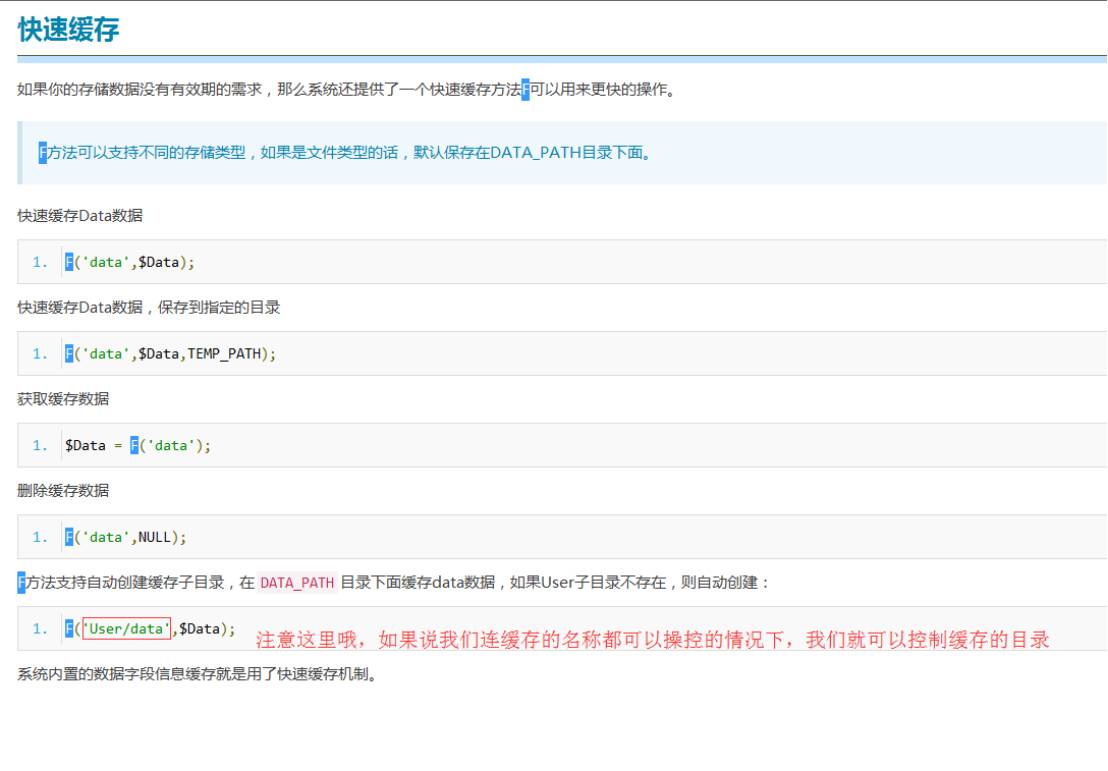 快速缓存
如果你的存储数据没有有效期的需求，那么系统还提供了一个快速缓存方法F可以用来更快的操作。
F方法可以支持不同的存储类型，如果是文件类型的话，默认保存在DATA_PATH目录下面。
快速缓存Data数据
1. F('data',$Data);
快速缓存Data数据，保存到指定的目录
1. F('data',$Data,TEMP_PATH);
获取缓存数据
1. $Data = F('data');
删除缓存数据
1. F('data',NULL);
F方法支持自动创建缓存子目录，在 DATA_PATH 目录下面缓存data数据，如果User子目录不存在，则自动创建：
1. F('User/data',$Data); 注意这里哦，如果说我们连缓存的名称都可以操控的情况下，我们就可以控制缓存的目录
系统内置的数据字段信息缓存就是用了快速缓存机制。